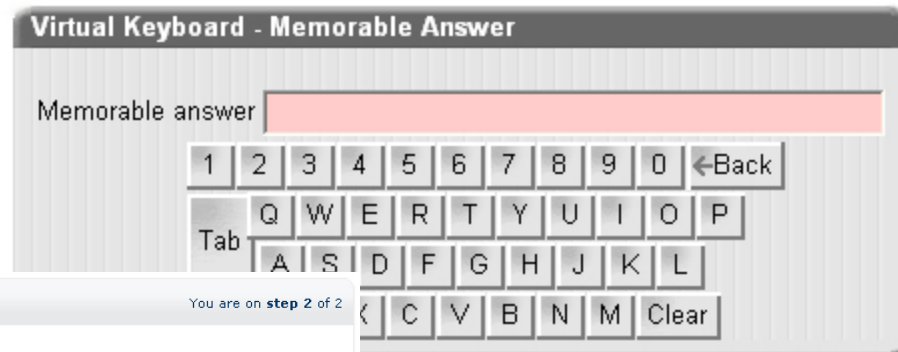 Virtual Keyboard - Memorable Answer
Memorable answer
1 2 3 4 5 6 7 8 9 0 ←Back
Q W E R T Y U I O P
Tab
A S D F G H J K L
You are on step 2 of 2
C V B N M Clear